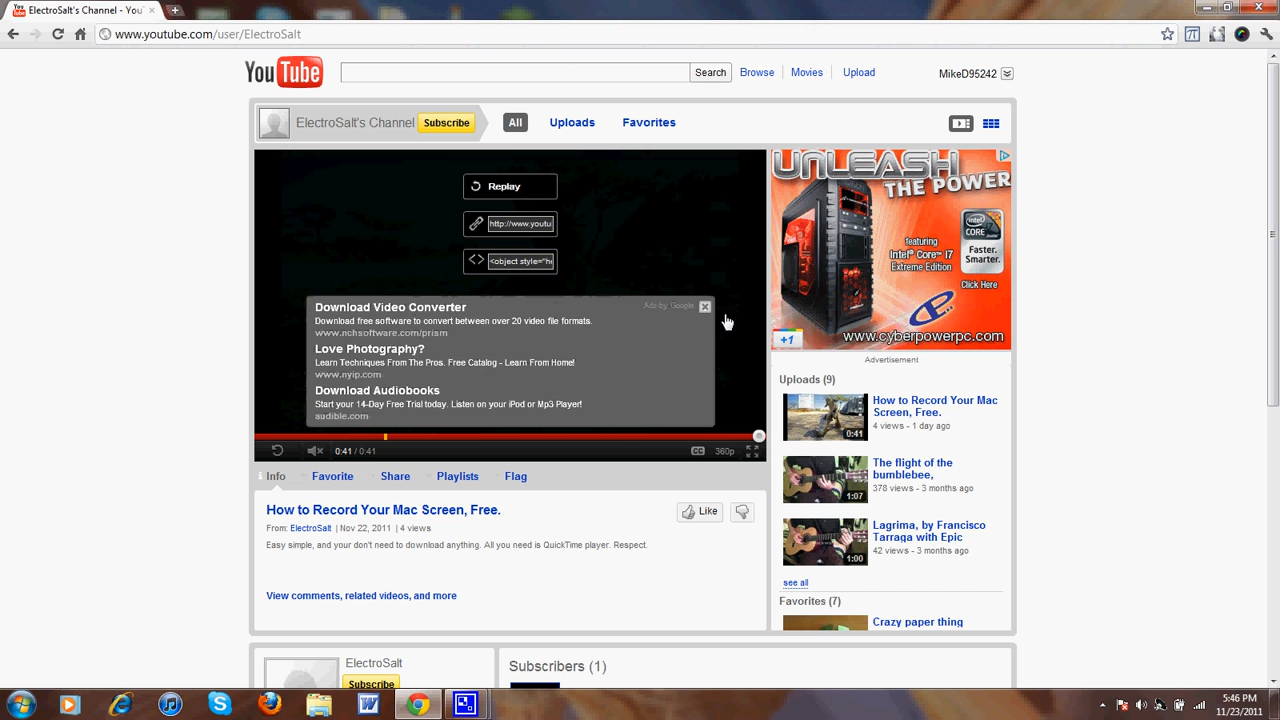 ElectroSalt's Channel - You
www.youtube.com/user/ElectroSalt
YouTube
Search
Browse
Movies
Upload
MikeD95242
ElectroSalt's Channel
Subscribe
All
Uploads
Favorites
Replay
http://www.youtu
<object style="he
Ads by Google
Download Video Converter
Download free software to convert between over 20 video file formats.
www.nchsoftware.com/prism
Love Photography?
Learn Techniques From The Pros. Free Catalog - Learn From Home!
www.nyip.com
Download Audiobooks
Start your 14-Day Free Trial today. Listen on your iPod or Mp3 Player!
audible.com
0:41 / 0:41
CC
360p
Info
Favorite
Share
Playlists
Flag
How to Record Your Mac Screen, Free.
Like
From: ElectroSalt | Nov 22, 2011 | 4 views
Easy simple, and your don't need to download anything. All you need is QuickTime player. Respect.
View comments, related videos, and more
UNLEASH
THE POWER
intel
CORE
Faster.
Smarter.
featuring
Intel® Core™ I7
Extreme Edition
Click Here
+1
www.cyberpowerpc.com
Advertisement
Uploads (9)
How to Record Your Mac
Screen, Free.
4 views - 1 day ago
0:41
The flight of the
bumblebee,
378 views - 3 months ago
1:07
Lagrima, by Francisco
Tarraga with Epic
42 views - 3 months ago
1:00
see all
Favorites (7)
Crazy paper thing
ElectroSalt
Subscribe
Subscribers (1)
5:46 PM
11/23/2011